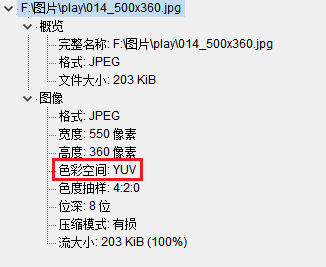 F:\图片\play\014_500x360.jpg
概览
完整名称: F:\图片\play\014_500x360.jpg
格式: JPEG
文件大小: 203 KiB
图像
格式: JPEG
宽度: 550 像素
高度: 360 像素
色彩空间: YUV
色度抽样: 4:2:0
位深: 8 位
压缩模式: 有损
流大小: 203 KiB (100%)